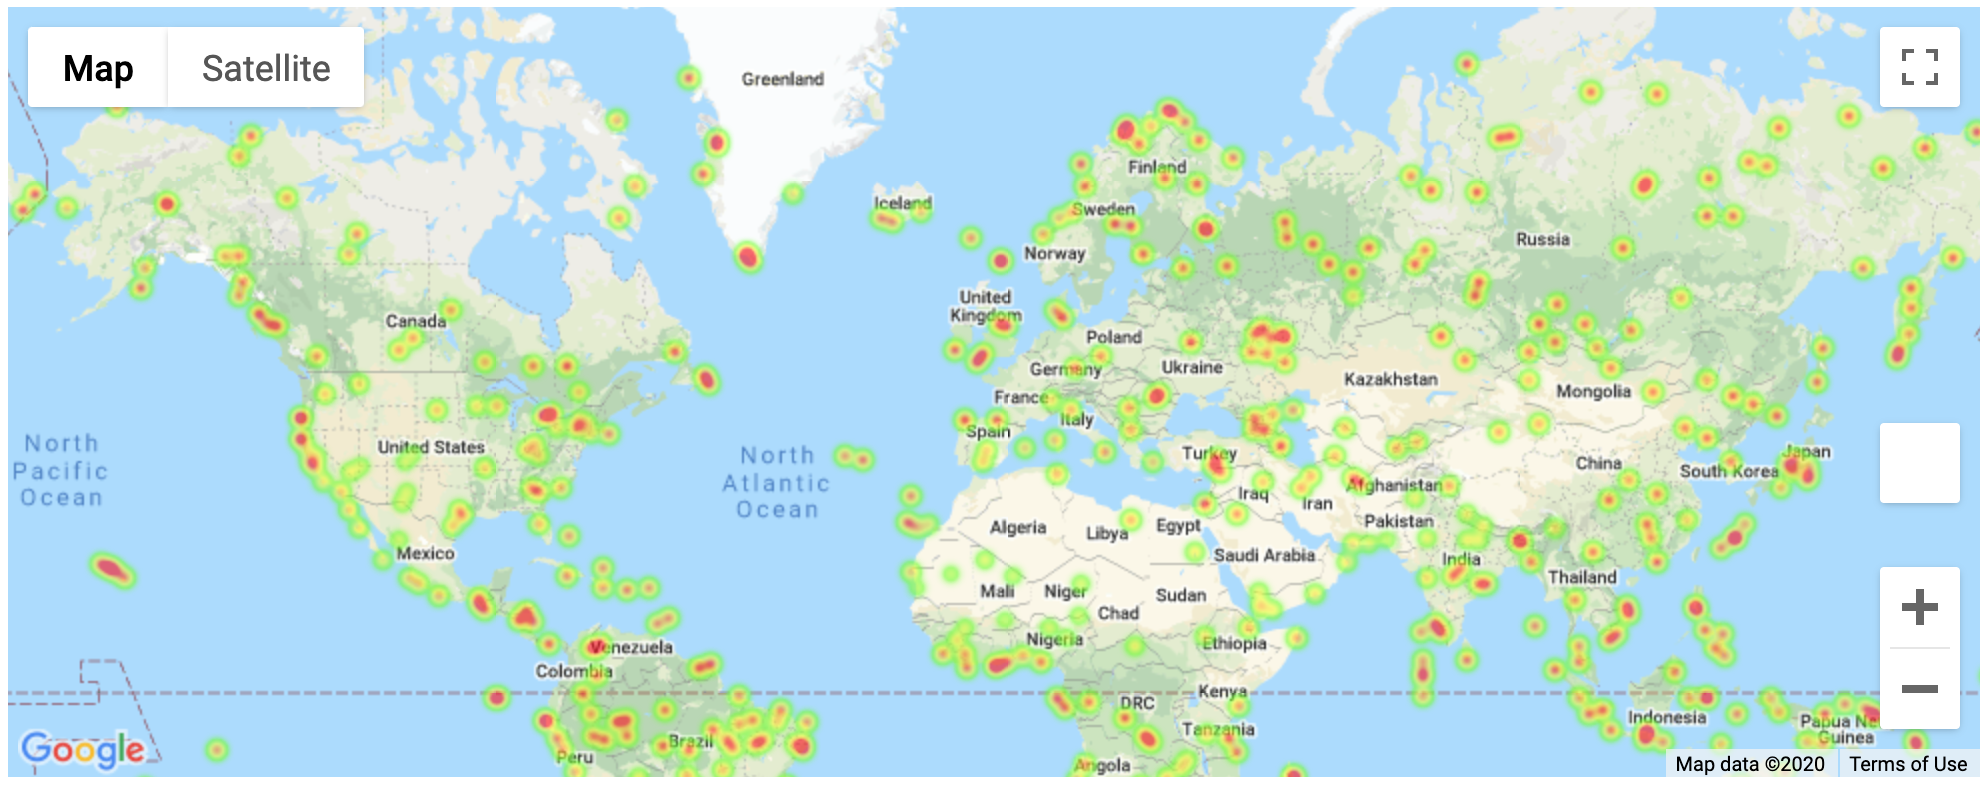 Map
Satellite
Greenland
Finland
Iceland
Sweden
Russia
Norway
United
Kingdom
Canada
Poland
Germany
Ukraine
Kazakhstan
Mongolia
France
Italy
Spain
United States
North
Pacific
Ocean
North
Atlantic
Ocean
Turkey
Japan
China
South Korea
Afghanistan
Iraq
Iran
Pakistan
Algeria
Libya
Egypt
Mexico
Saudi Arabia
India
Thailand
Mali
Niger
Sudan
Chad
Nigeria
Ethiopia
Venezuela
Colombia
Kenya
DRC
Indonesia
Papua Ne
Guinea
Tanzania
Brazil
Peru
Angola
Google
Map data ©2020
Terms of Use